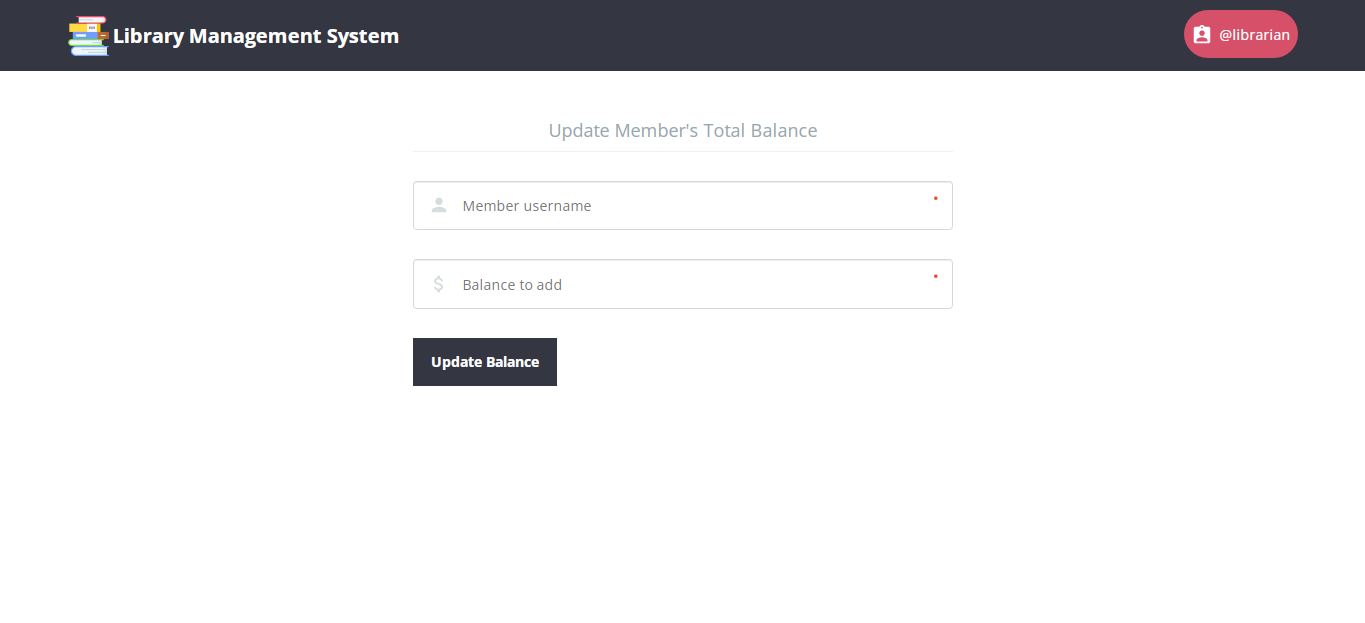 Library Management System
@librarian
Update Member's Total Balance
Member username
Balance to add
Update Balance